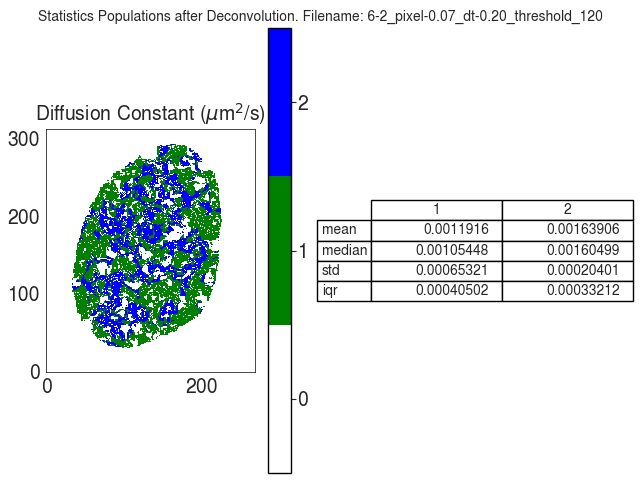 Statistics Populations after Deconvolution. Filename: 6-2_pixel-0.07_dt-0.20_threshold_120
Diffusion Constant (μm²/s)
300
200
100
0
0 200
2
1
0
1 2
mean 0.0011916 0.00163906
median 0.00105448 0.00160499
std 0.00065321 0.00020401
iqr 0.00040502 0.00033212